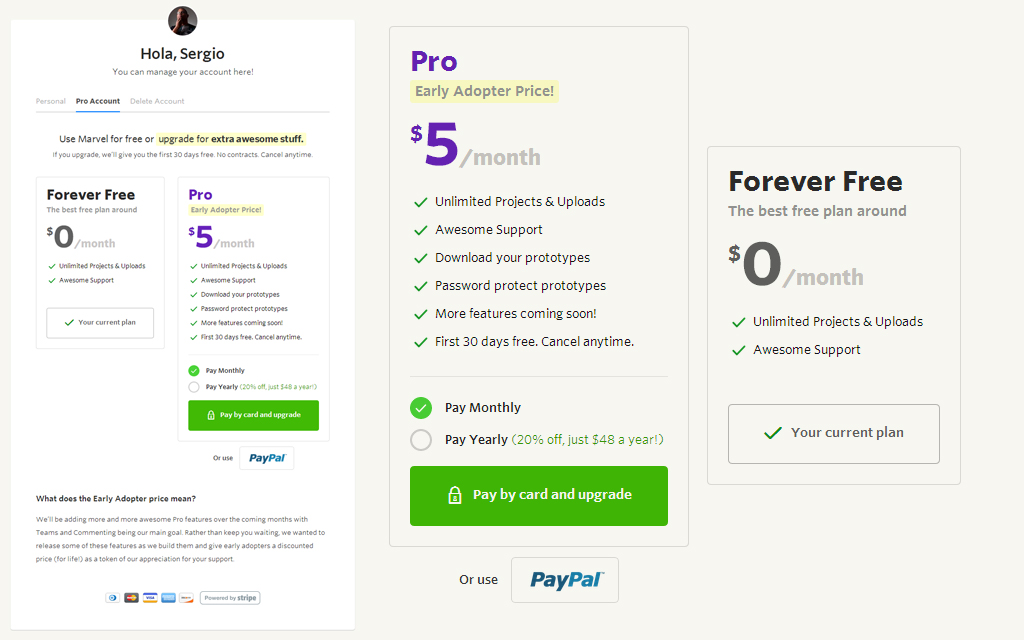 Hola, Sergio
You can manage your account here!
Personal Pro Account Delete Account
Use Marvel for free or upgrade for extra awesome stuff.
If you upgrade, we'll give you the first 30 days free. No contracts. Cancel anytime.
Forever Free
The best free plan around
$0/month
Unlimited Projects & Uploads
Awesome Support
Your current plan
Pro
Early Adopter Price!
$5/month
Unlimited Projects & Uploads
Awesome Support
Download your prototypes
Password protect prototypes
More features coming soon!
First 30 days free. Cancel anytime.
Pay Monthly
Pay Yearly (20% off, just $48 a year!)
Pay by card and upgrade
Or use PayPal
What does the Early Adopter price mean?
We'll be adding more and more awesome Pro features over the coming months with
Teams and Commenting being our main goal. Rather than keep you waiting, we wanted to
release some of these features as we build them and give early adopters a discounted
price (for life!) as a token of our appreciation for your support.
VISA Powered by stripe
Pro
Early Adopter Price!
$5/month
Unlimited Projects & Uploads
Awesome Support
Download your prototypes
Password protect prototypes
More features coming soon!
First 30 days free. Cancel anytime.
Pay Monthly
Pay Yearly (20% off, just $48 a year!)
Pay by card and upgrade
Or use PayPal
Forever Free
The best free plan around
$0/month
Unlimited Projects & Uploads
Awesome Support
Your current plan